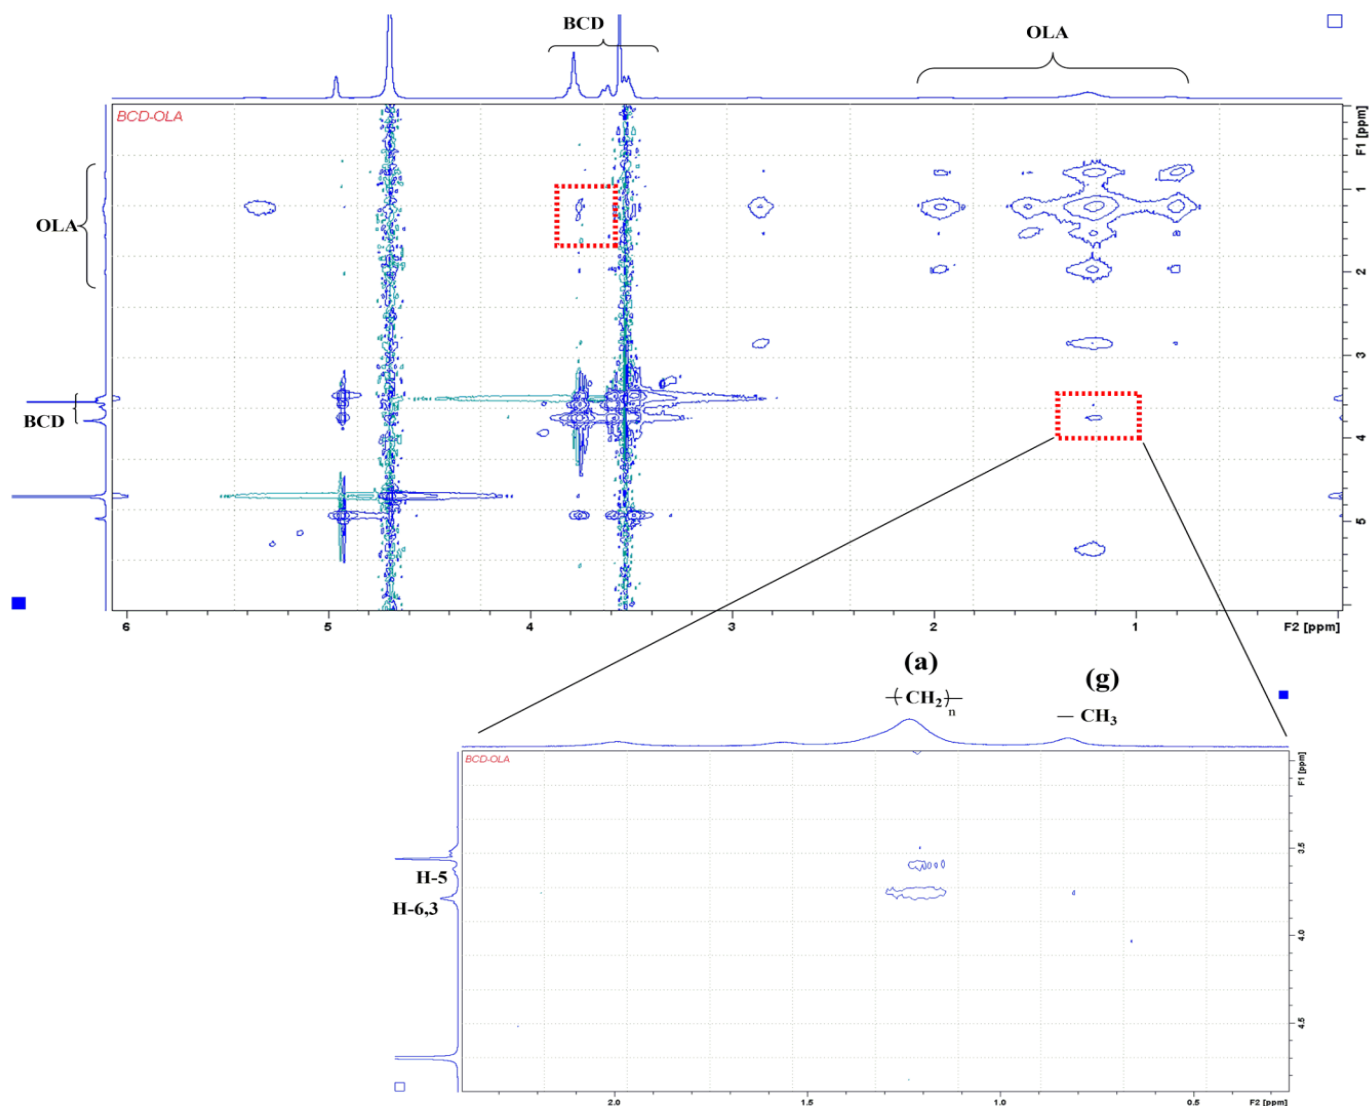 BCD
OLA
BCD-OLA
OLA
BCD
F1 [ppm]
1
2
3
4
5
6
5
4
3
2
1
F2 [ppm]
(a)
(g)
-(CH2)n-
— CH3
BCD-OLA
H-5
H-6,3
F1 [ppm]
3.5
4.0
4.5
2.0
1.5
1.0
0.5
F2 [ppm]